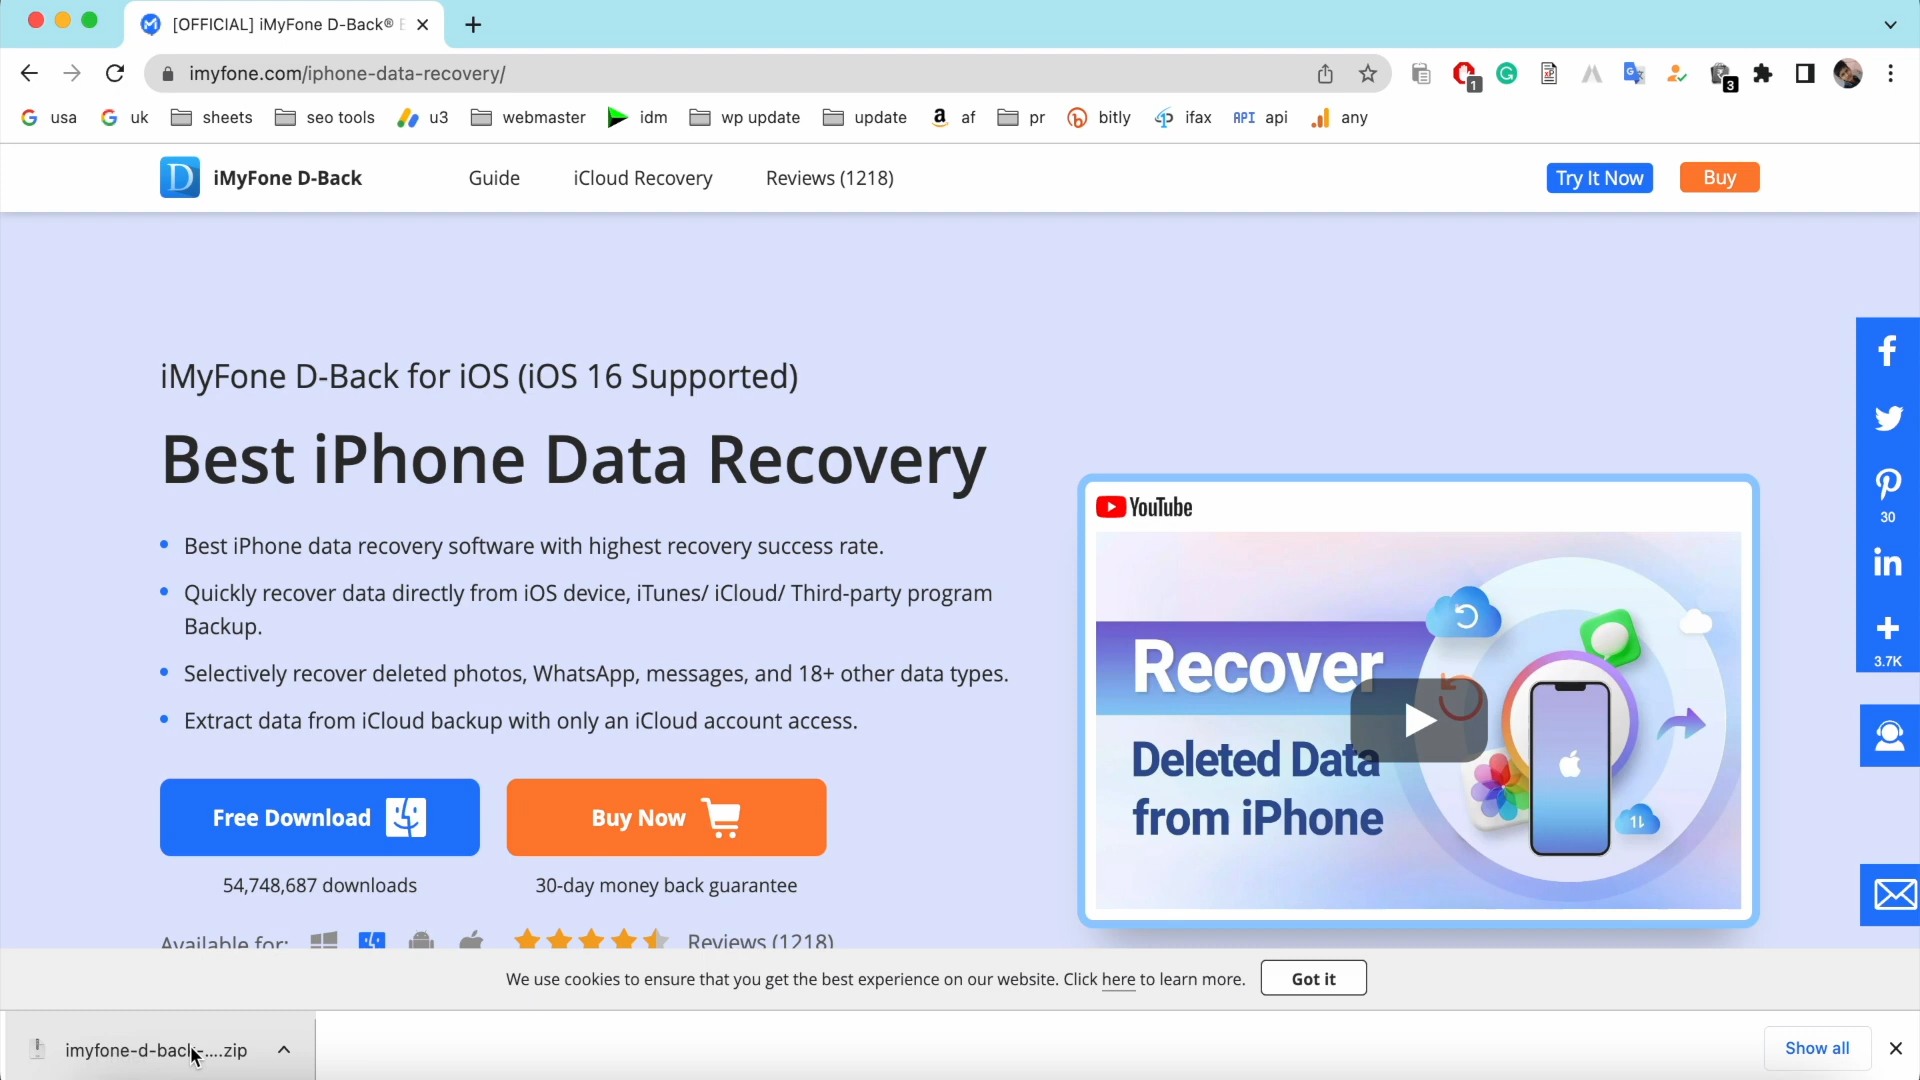 [OFFICIAL] iMyFone D-Back®
imyfone.com/iphone-data-recovery/
1
3
usa
uk
sheets
seo tools
u3
webmaster
idm
wp update
update
af
pr
bitly
ifax
API api
any
D iMyFone D-Back
Guide
iCloud Recovery
Reviews (1218)
Try It Now
Buy
iMyFone D-Back for iOS (iOS 16 Supported)
Best iPhone Data Recovery
Best iPhone data recovery software with highest recovery success rate.
Quickly recover data directly from iOS device, iTunes/ iCloud/ Third-party program
Backup.
Selectively recover deleted photos, WhatsApp, messages, and 18+ other data types.
Extract data from iCloud backup with only an iCloud account access.
Free Download
Buy Now
54,748,687 downloads
30-day money back guarantee
Available for:
Reviews (1218)
YouTube
Recover
Deleted Data
from iPhone
30
3.7K
We use cookies to ensure that you get the best experience on our website. Click here to learn more.
Got it
imyfone-d-back-....zip
Show all